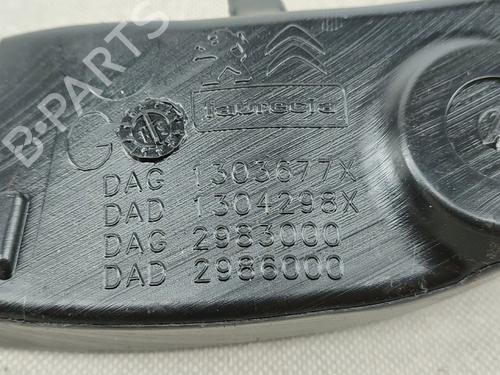 B-PARTS
faurecia
G
DAG 1303677X
DAD 1304298X
DAG 2983000
DAD 2986000